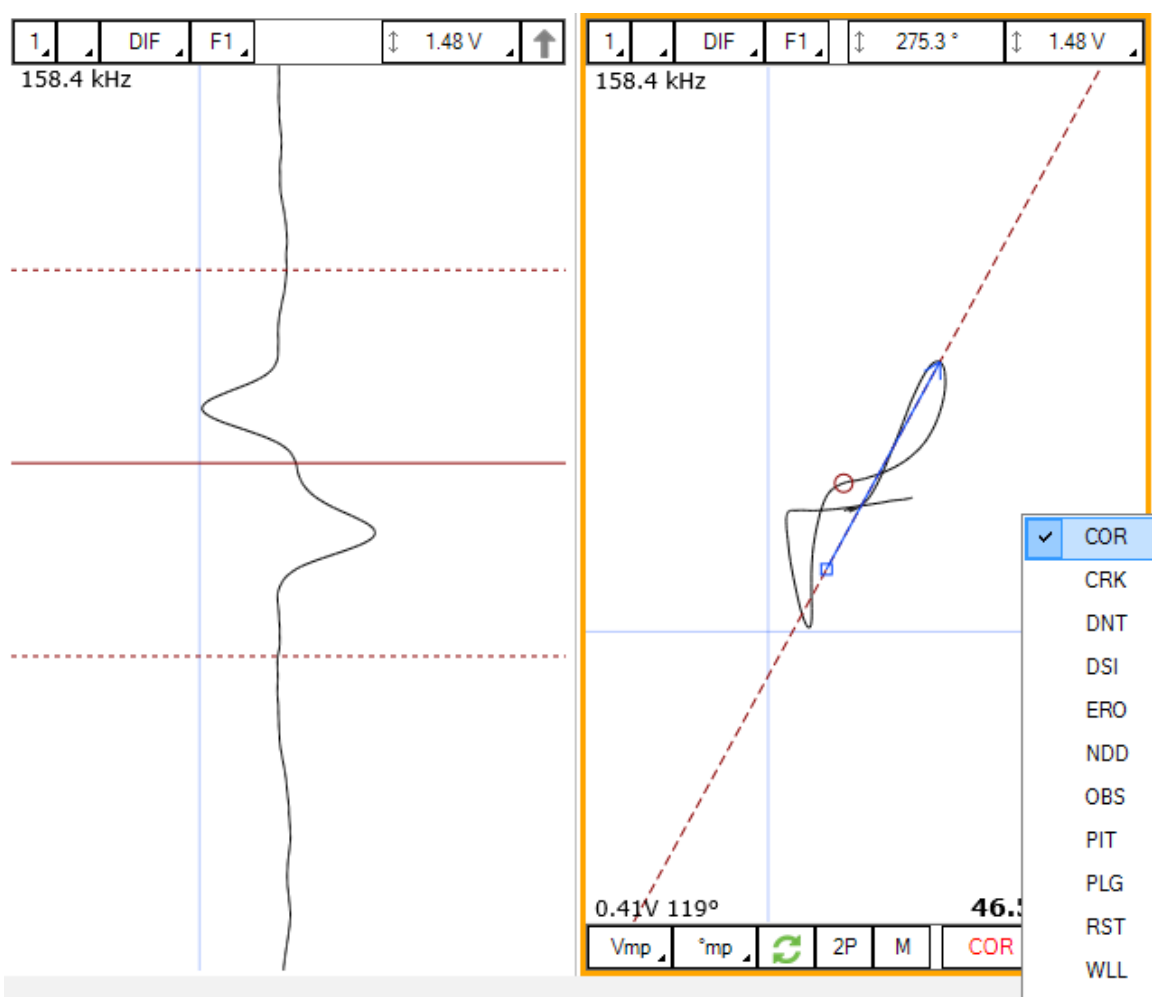 1 DIF F1 ↕ 1.48 V
158.4 kHz
1 DIF F1 ↕ 275.3 ° ↕ 1.48 V
158.4 kHz
0.41V 119º
Vmp °mp 2P M COR
COR
CRK
DNT
DSI
ERO
NDD
OBS
PIT
PLG
RST
WLL